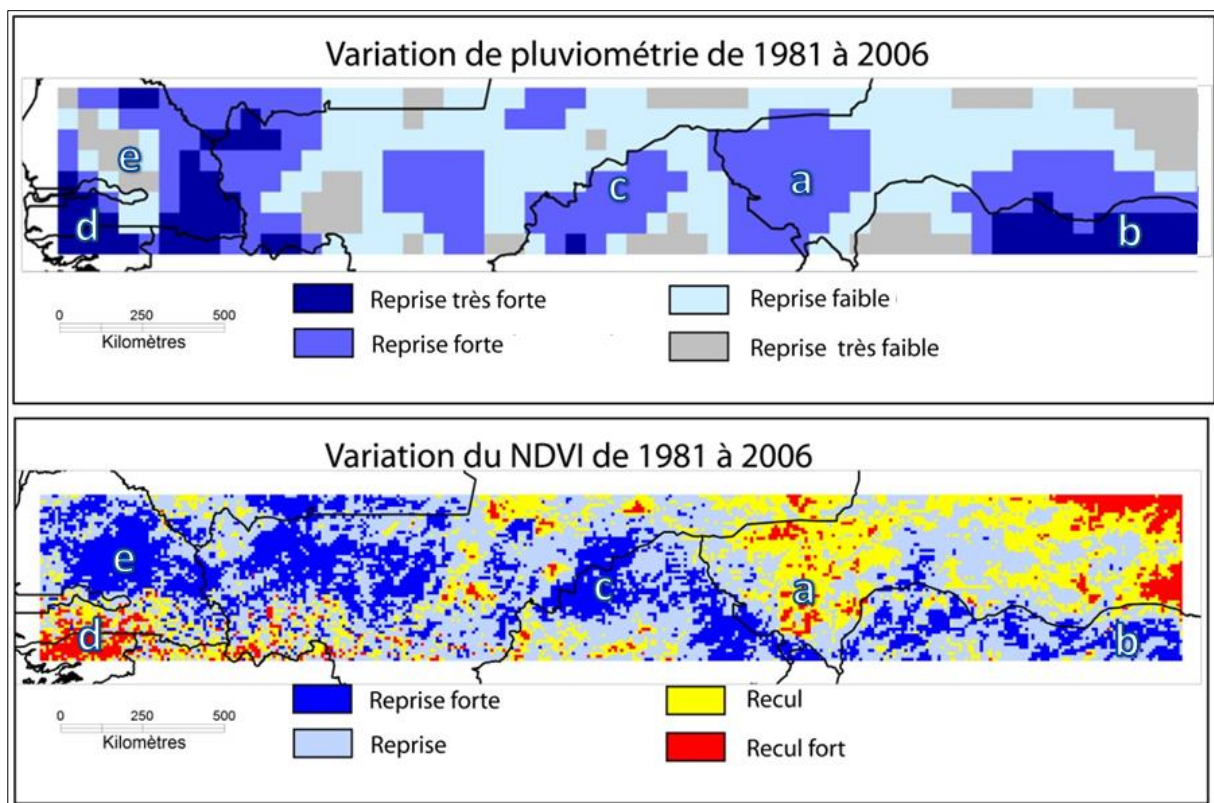 Variation de pluviométrie de 1981 à 2006
e
a
c
d
b
Reprise très forte
Reprise faible
0 250 500
Kilomètres
Reprise forte
Reprise très faible
Variation du NDVI de 1981 à 2006
e
c
a
d
b
Reprise forte
Recul
0 250 500
Kilomètres
Reprise
Recul fort